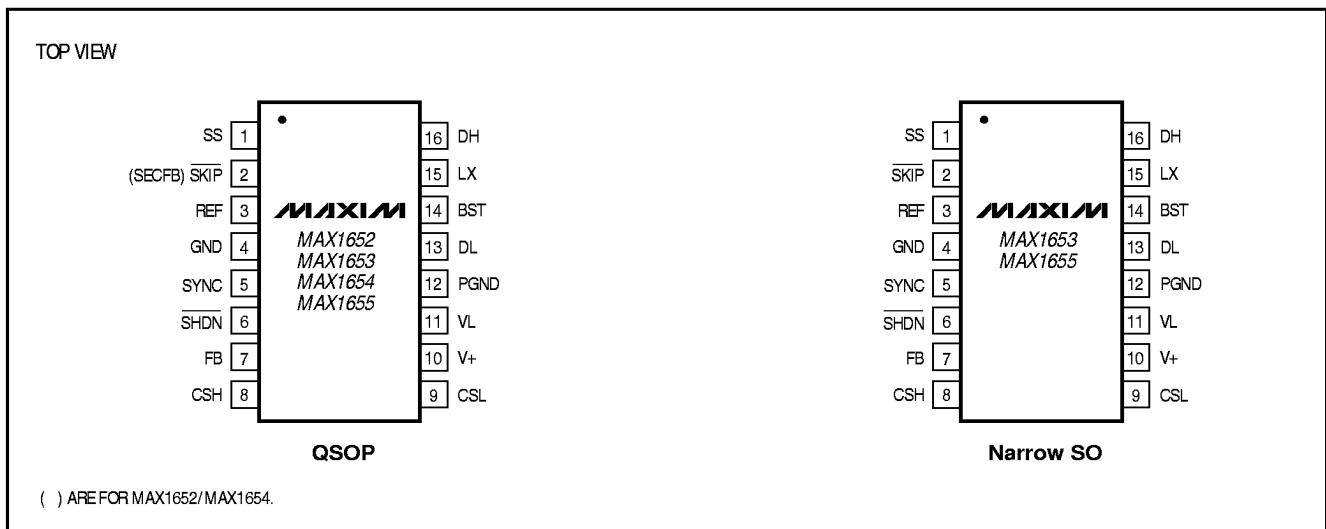 TOP VIEW
SS 1
(SECFB) SKIP 2
REF 3
GND 4
SYNC 5
SHDN 6
FB 7
CSH 8
MAXIM
MAX1652
MAX1653
MAX1654
MAX1655
16 DH
15 LX
14 BST
13 DL
12 PGND
11 VL
10 V+
9 CSL
QSOP
SS 1
SKIP 2
REF 3
GND 4
SYNC 5
SHDN 6
FB 7
CSH 8
MAXIM
MAX1653
MAX1655
16 DH
15 LX
14 BST
13 DL
12 PGND
11 VL
10 V+
9 CSL
Narrow SO
( ) ARE FOR MAX1652/MAX1654.